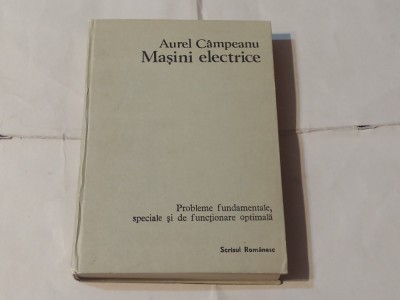 Aurel Câmpeanu
Mașini electrice
Probleme fundamentale,
speciale și de funcționare optimală
Scrisul Românesc